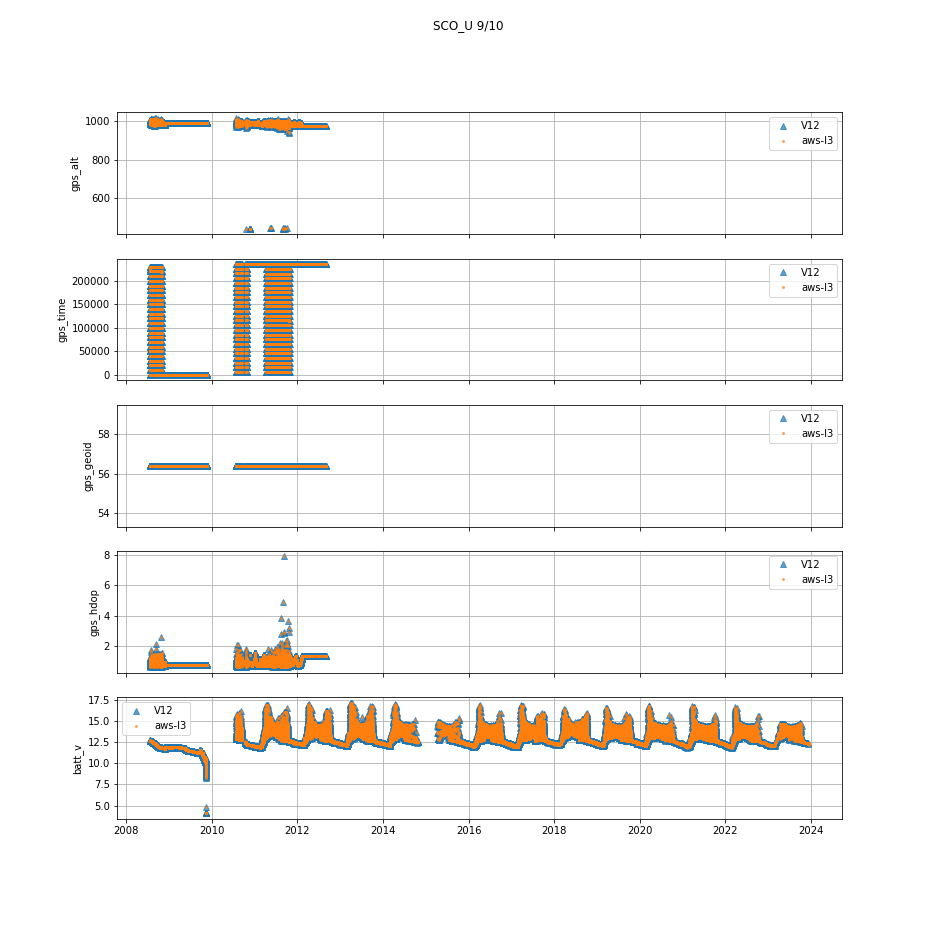 SCO_U 9/10
gps_alt
1000
800
600
V12
aws-l3
gps_time
200000
150000
100000
50000
0
V12
aws-l3
gps_geoid
58
56
54
V12
aws-l3
gps_hdop
8
6
4
2
V12
aws-l3
batt_v
17.5
15.0
12.5
10.0
7.5
5.0
V12
aws-l3
2008 2010 2012 2014 2016 2018 2020 2022 2024